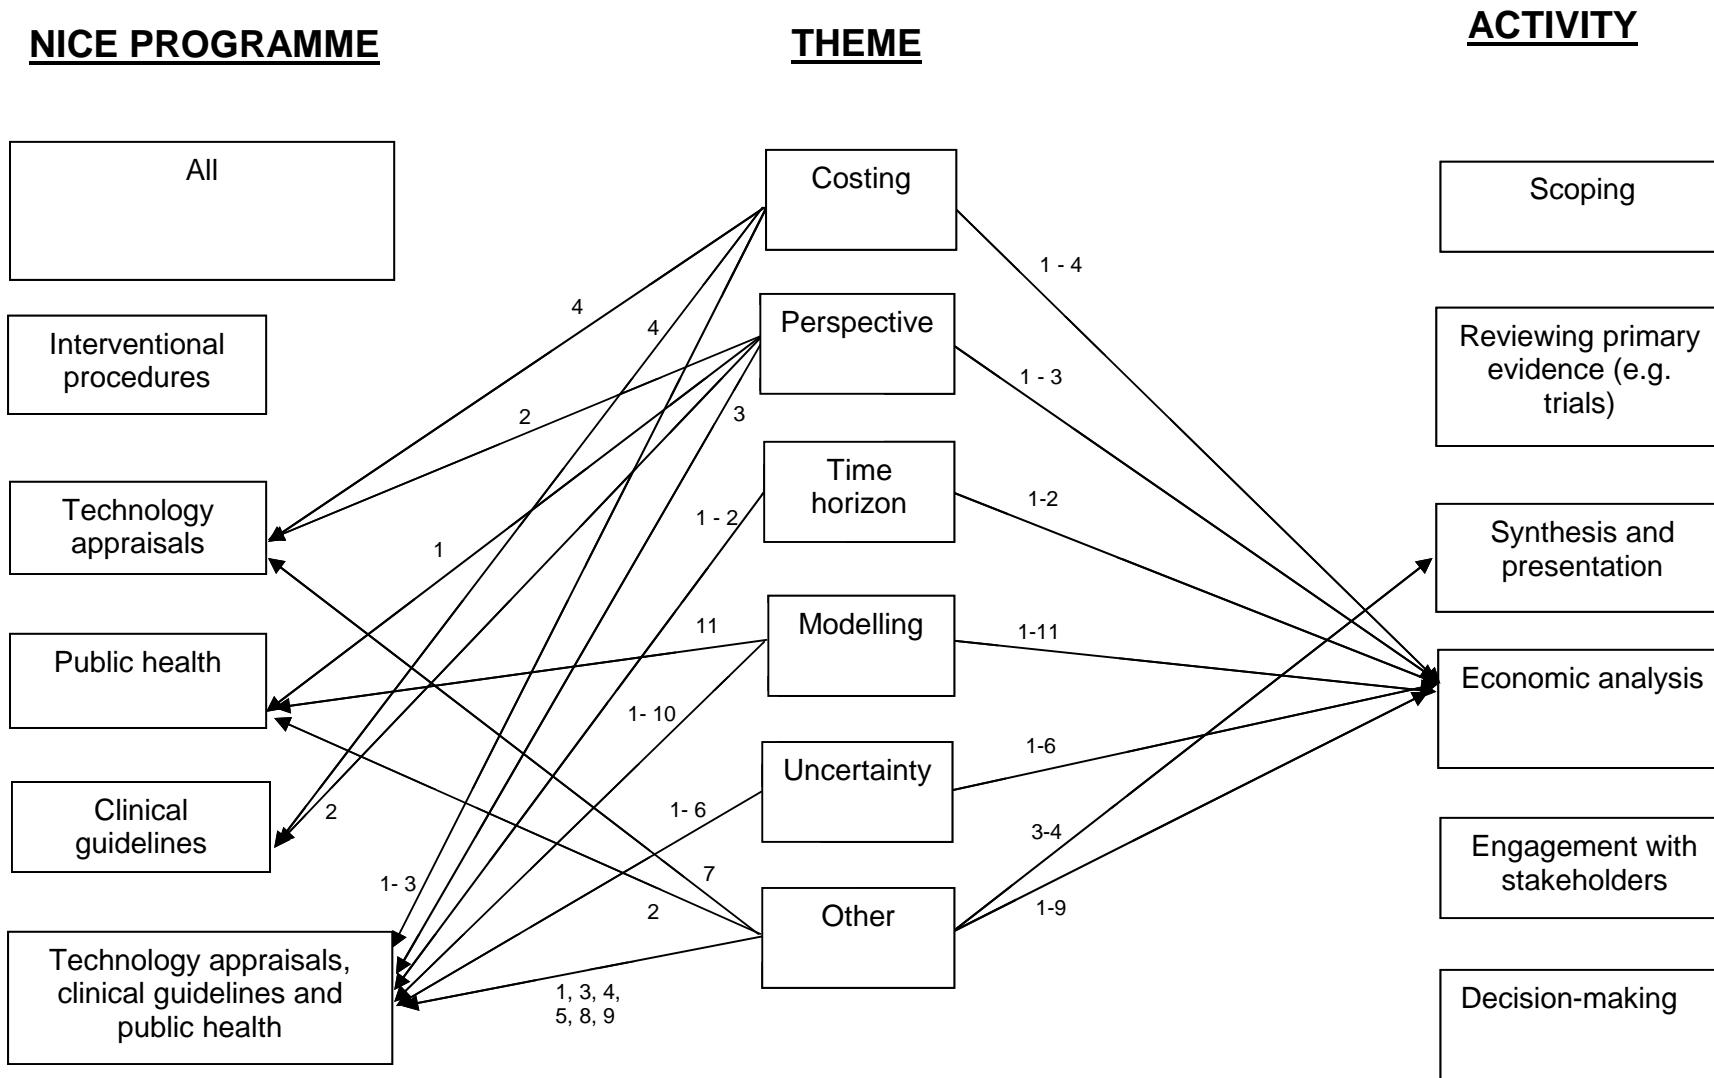 NICE PROGRAMME
THEME
ACTIVITY
All
Interventional
procedures
Technology
appraisals
Public health
Clinical
guidelines
Technology appraisals,
clinical guidelines and
public health
Costing
Perspective
Time
horizon
Modelling
Uncertainty
Other
Scoping
Reviewing primary
evidence (e.g.
trials)
Synthesis and
presentation
Economic analysis
Engagement with
stakeholders
Decision-making
4
4
2
3
1 - 2
1
11
1- 10
2
1- 6
1- 3
7
2
1, 3, 4,
5, 8, 9
1 - 4
1 - 3
1-2
1-11
1-6
3-4
1-9